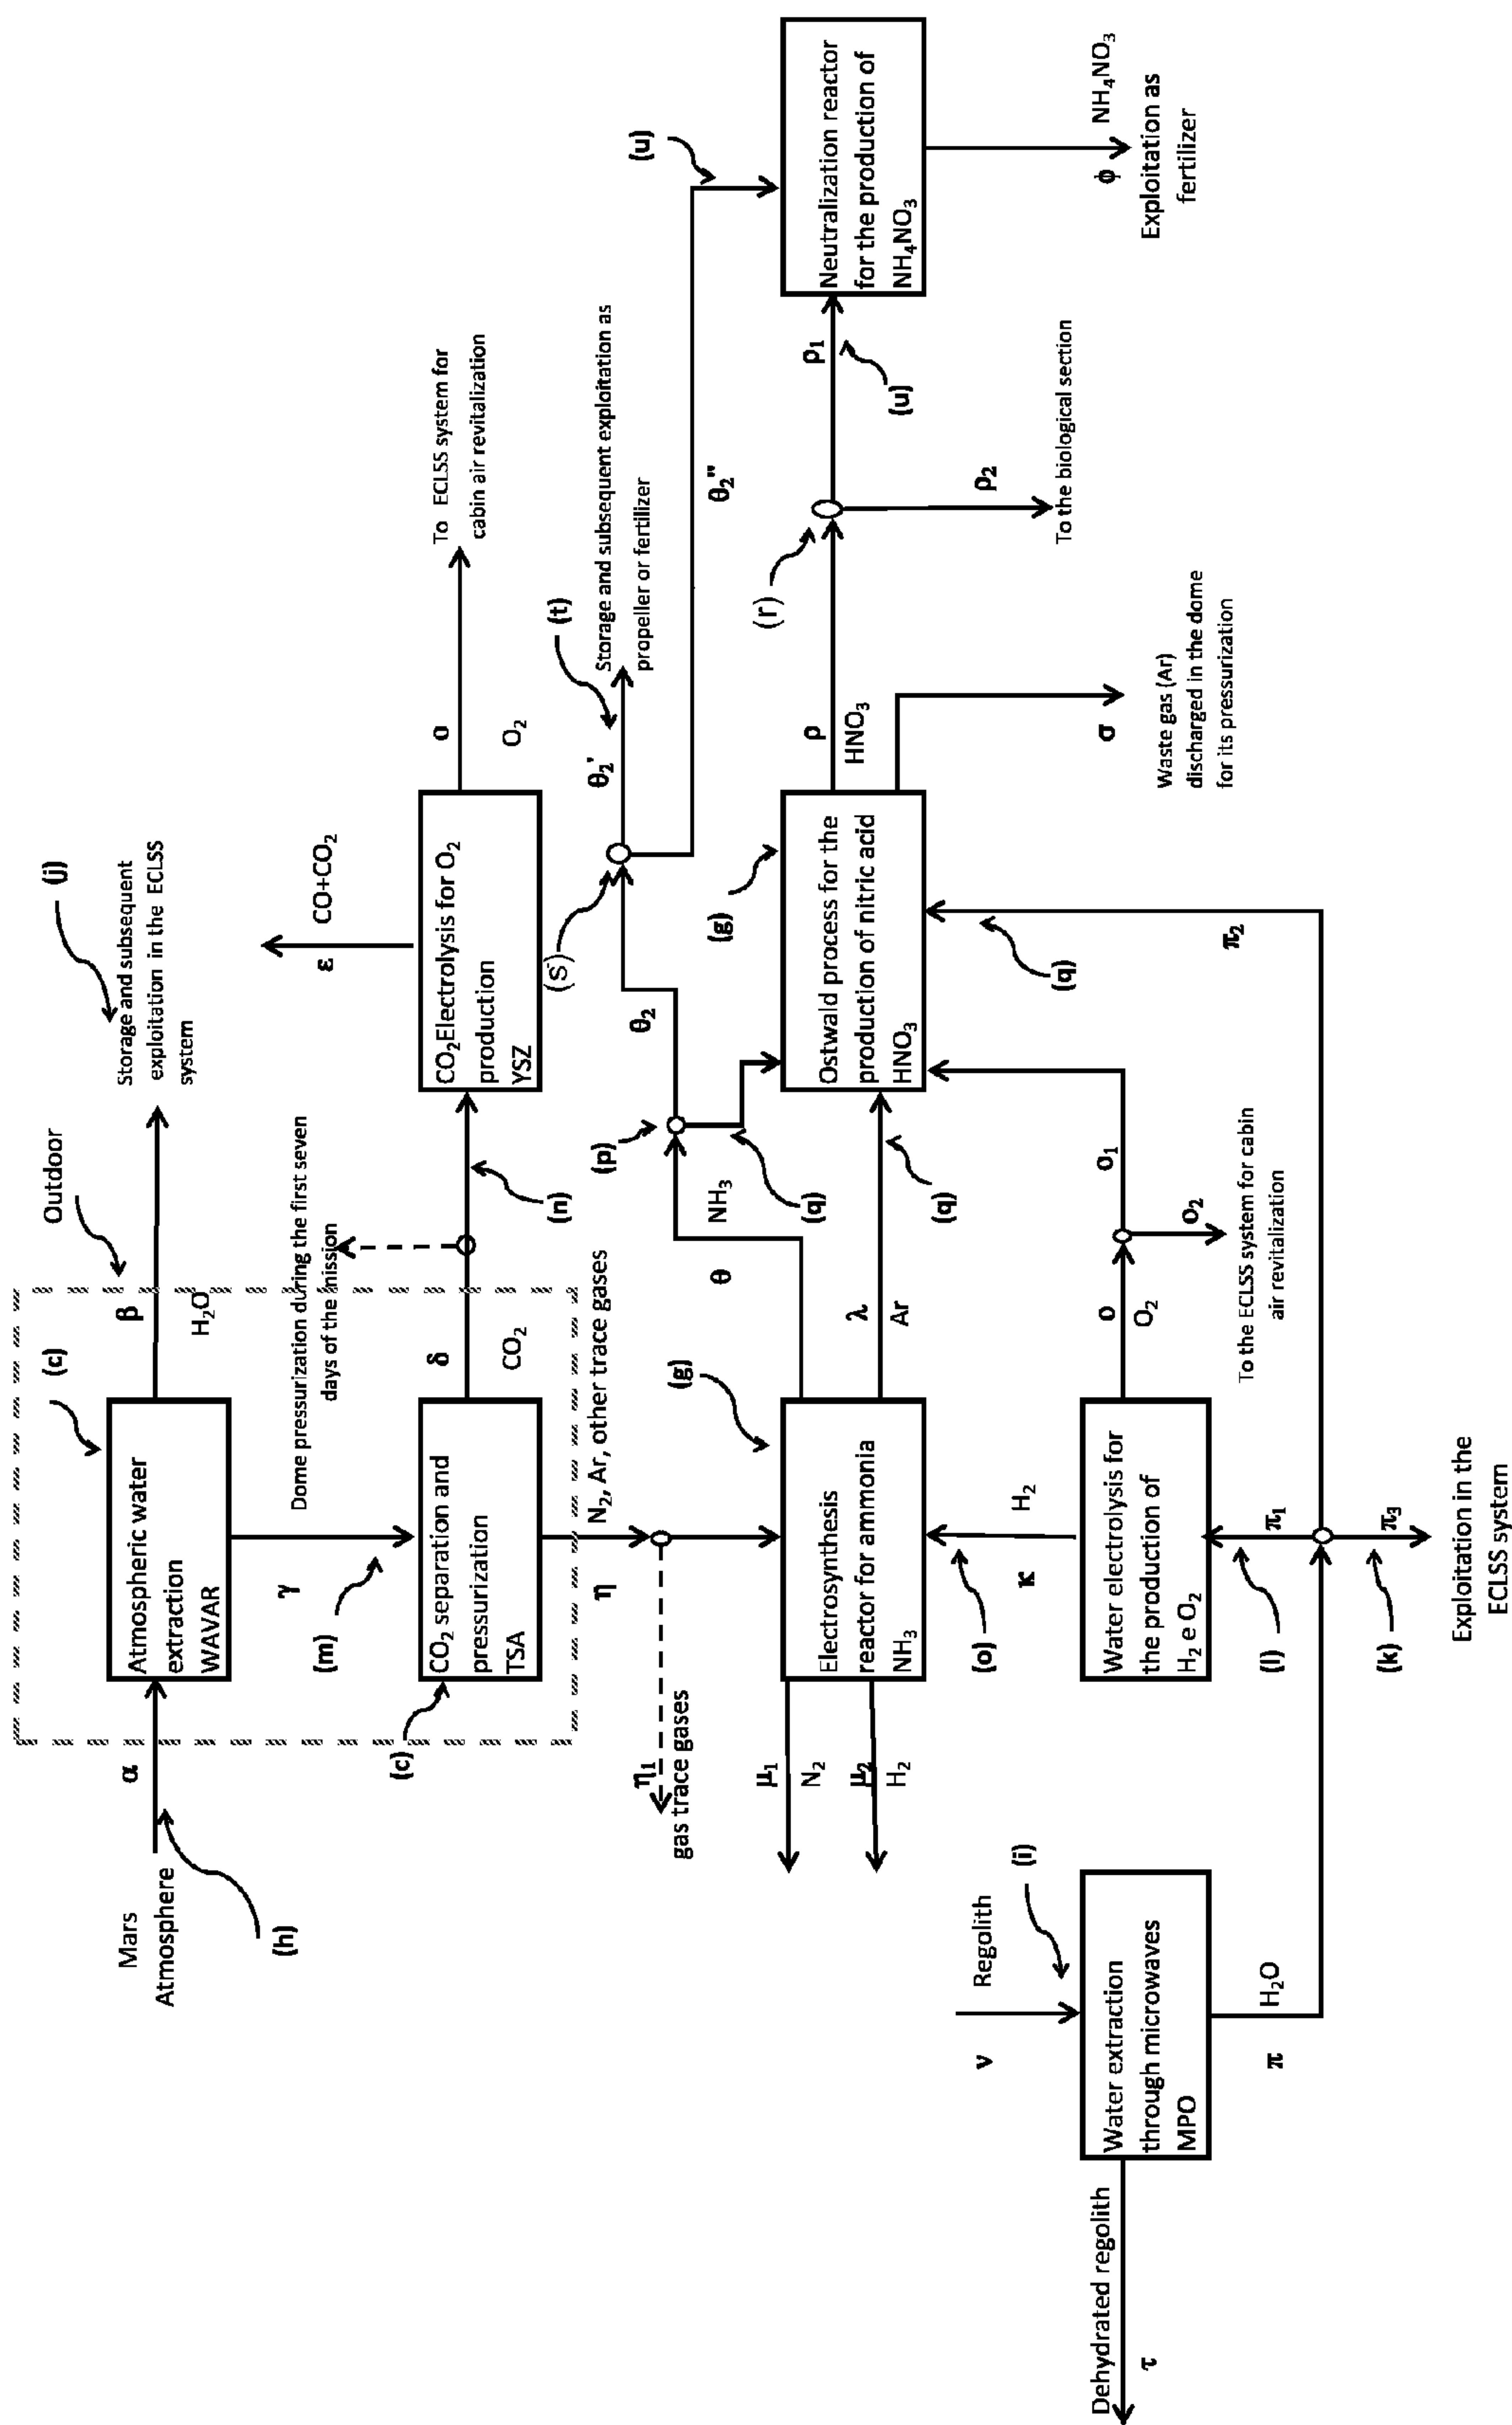 Mars
Atmosphere
α
(h)
(c)
Atmospheric water
extraction
WAVAR
β
H₂O
Outdoor
(j)
Storage and subsequent
exploitation in the ECLSS
system
γ
(m)
Dome pressurization during the first seven
days of the mission
(c)
CO₂ separation and
pressurization
TSA
δ
CO₂
(n)
CO₂Electrolysis for O₂
production
YSZ
ε
CO+CO₂
o
O₂
To ECLSS system for
cabin air revitalization
η
N₂, Ar, other trace gases
η₁
gas trace gases
μ₁
N₂
μ₂
H₂
(g)
Electrosynthesis
reactor for ammonia
NH₃
θ
NH₃
(p)
(q)
θ₂
(s)
θ₂'
(t)
Storage and subsequent exploitation as
propeller or fertilizer
θ₂''
(u)
λ
Ar
(q)
(g)
Ostwald process for the
production of nitric acid
HNO₃
ρ
HNO₃
(r)
ρ₁
(u)
ρ₂
To the biological section
Neutralization reactor
for the production of
NH₄NO₃
ϕ
NH₄NO₃
Exploitation as
fertilizer
σ
Waste gas (Ar)
discharged in the dome
for its pressurization
(o)
κ
H₂
Water electrolysis for
the production of
H₂ e O₂
o
O₂
o₁
o₂
To the ECLSS system for cabin
air revitalization
(q)
π₂
(l)
π₁
(k)
π₃
Exploitation in the
ECLSS system
ν
Regolith
(i)
Water extraction
through microwaves
MPO
π
H₂O
Dehydrated regolith
τ